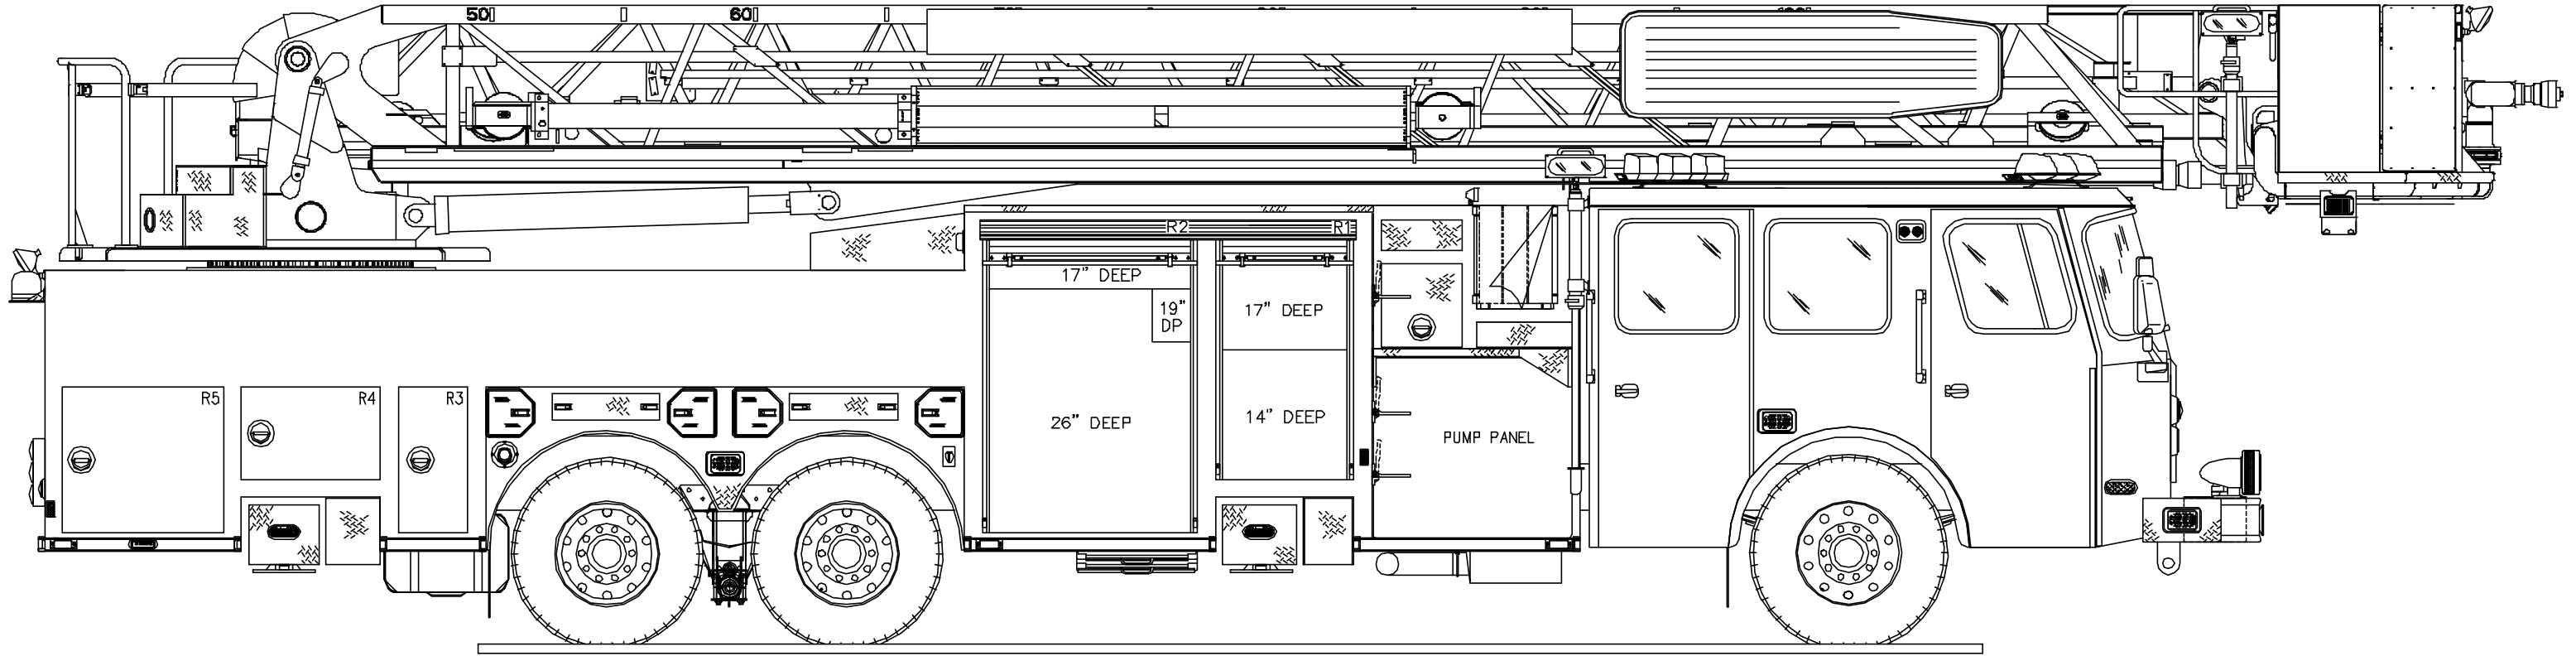 50
60
R2
R1
17" DEEP
19"
DP
17" DEEP
R5
R4
R3
26" DEEP
14" DEEP
PUMP PANEL